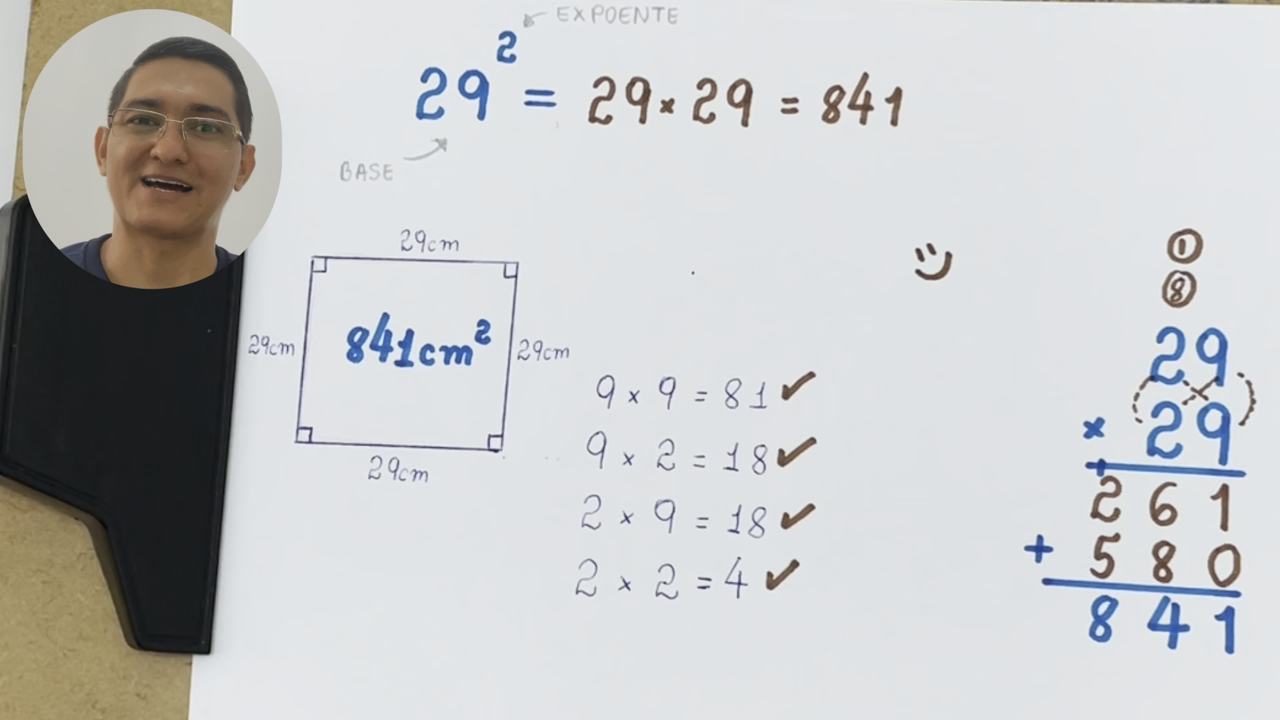 EXPOENTE
29² = 29 × 29 = 841
BASE
29cm
29cm
841cm²
29cm
29cm
9 × 9 = 81 ✓
9 × 2 = 18 ✓
2 × 9 = 18 ✓
2 × 2 = 4 ✓
1
8
29
× 29
261
+ 580
841